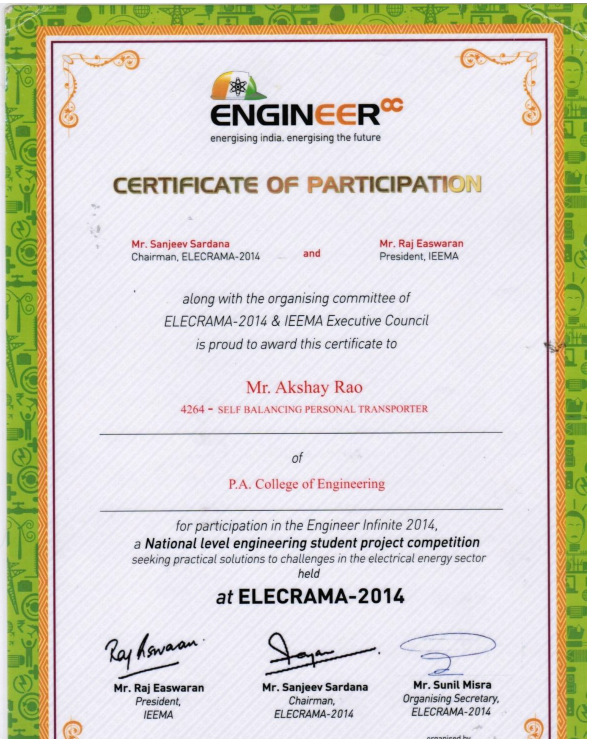 ENGINEER∞
energising india. energising the future
CERTIFICATE OF PARTICIPATION
Mr. Sanjeev Sardana and Mr. Raj Easwaran
Chairman, ELECRAMA-2014 President, IEEMA
along with the organising committee of
ELECRAMA-2014 & IEEMA Executive Council
is proud to award this certificate to
Mr. Akshay Rao
4264 - SELF BALANCING PERSONAL TRANSPORTER
of
P.A. College of Engineering
for participation in the Engineer Infinite 2014,
a National level engineering student project competition
seeking practical solutions to challenges in the electrical energy sector
held
at ELECRAMA-2014
Mr. Raj Easwaran Mr. Sanjeev Sardana Mr. Sunil Misra
President, Chairman, Organising Secretary,
IEEMA ELECRAMA-2014 ELECRAMA-2014
organised by